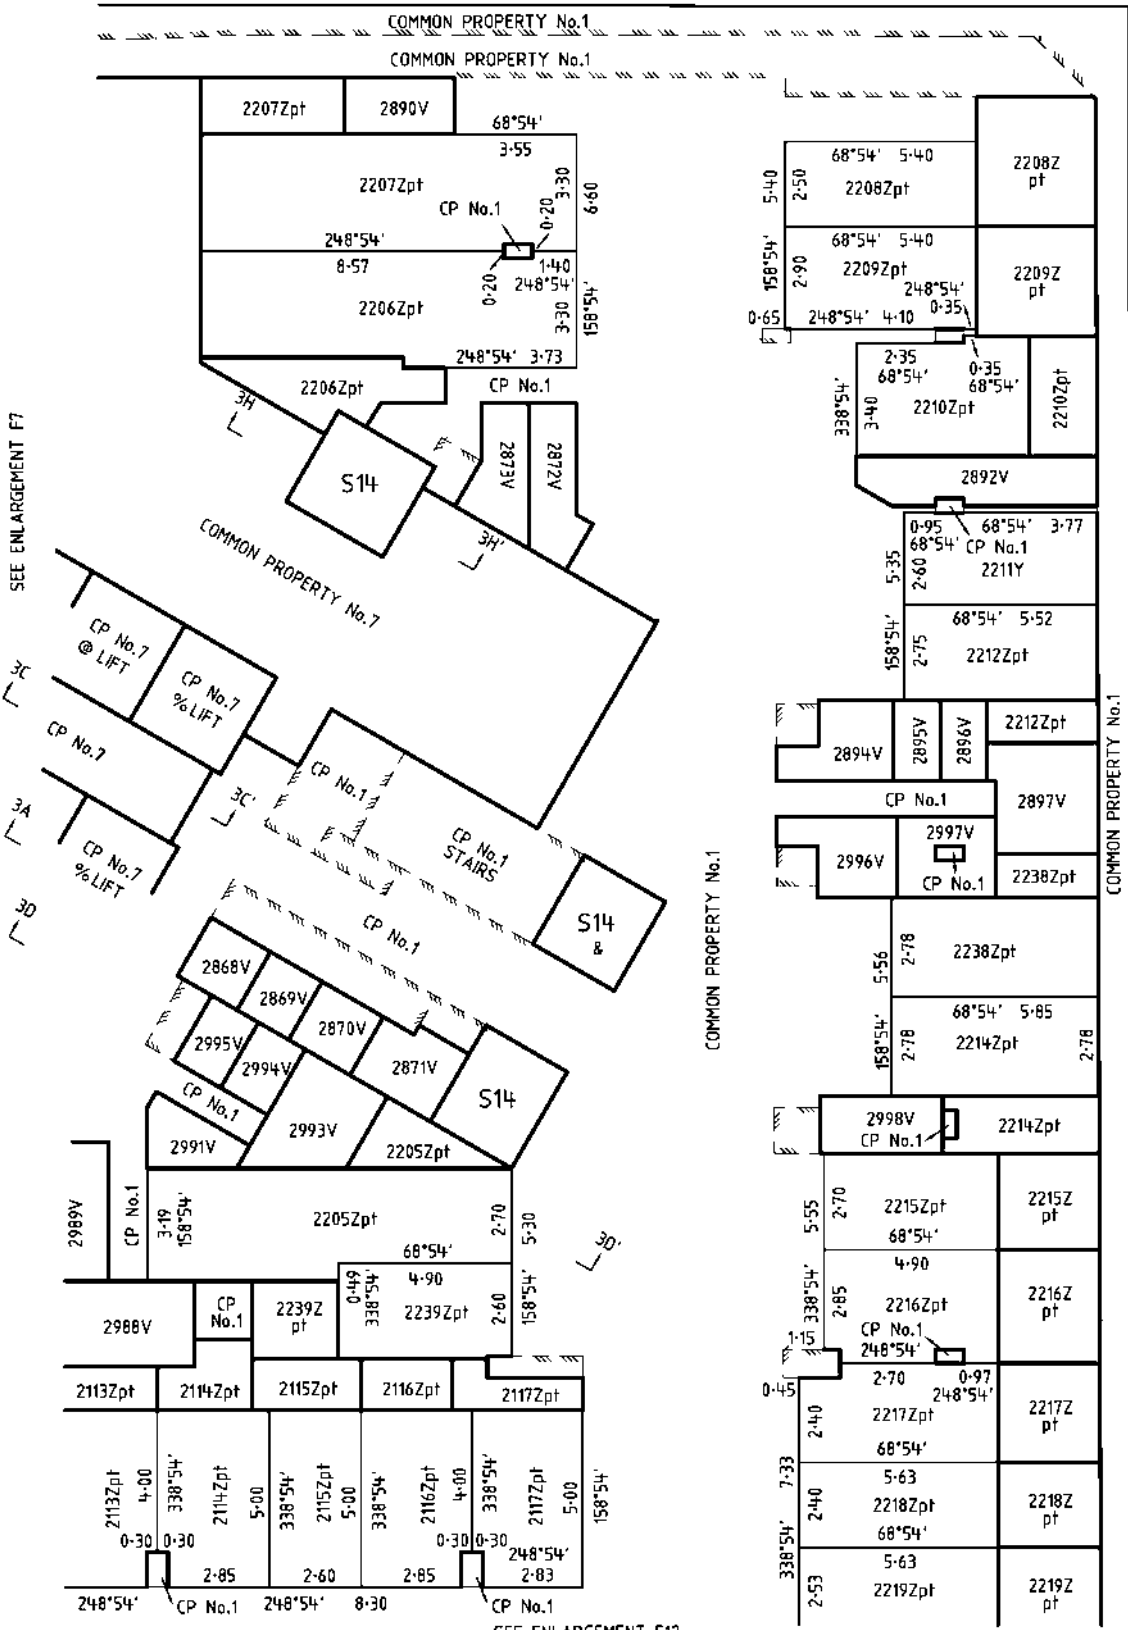 COMMON PROPERTY No.1
COMMON PROPERTY No.1
2207Zpt
2890V
68°54'
3·55
2207Zpt
3·30
6·60
CP No.1
0·20
248°54'
8·57
1·40
248°54'
0·20
2206Zpt
3·30
158°54'
248°54' 3·73
2206Zpt
CP No.1
3H
SEE ENLARGEMENT F7
S14
2873V
2872V
3H'
COMMON PROPERTY No.7
CP No.7
@ LIFT
CP No.7
% LIFT
3C
CP No.7
3C'
3A
CP No.7
% LIFT
3D
CP No.1
CP No.1
STAIRS
S14
&
CP No.1
2868V
2869V
2870V
2871V
2995V
2994V
S14
CP No.1
2993V
2991V
2205Zpt
2989V
CP No.1
3·19
158°54'
2205Zpt
2·70
5·30
68°54'
3D'
0·49
338°54'
4·90
2239Zpt
2·60
158°54'
2988V
CP
No.1
2239Z
pt
2113Zpt
2114Zpt
2115Zpt
2116Zpt
2117Zpt
2113Zpt
4·00
338°54'
2114Zpt
5·00
338°54'
2115Zpt
5·00
338°54'
2116Zpt
4·00
338°54'
2117Zpt
5·00
158°54'
0·30
0·30
0·30
0·30
248°54'
2·85
2·60
2·85
2·83
248°54'
CP No.1
248°54'
8·30
CP No.1
68°54' 5·40
2208Zpt
2208Z
pt
5·40
2·50
68°54' 5·40
2209Zpt
2209Z
pt
158°54'
2·90
248°54'
0·35
0·65
248°54' 4·10
2·35
68°54'
0·35
68°54'
2210Zpt
2210Zpt
338°54'
3·40
2892V
0·95
68°54'
68°54' 3·77
CP No.1
2211Y
5·35
2·60
68°54' 5·52
2212Zpt
158°54'
2·75
2894V
2895V
2896V
2212Zpt
CP No.1
2897V
2996V
2997V
CP No.1
2238Zpt
COMMON PROPERTY No.1
COMMON PROPERTY No.1
5·56
2·78
2238Zpt
68°54' 5·85
2214Zpt
158°54'
2·78
2·78
2998V
CP No.1
2214Zpt
5·55
2·70
2215Zpt
2215Z
pt
68°54'
4·90
338°54'
2·85
2216Zpt
2216Z
pt
CP No.1
1·15
248°54'
2·70
0·97
248°54'
0·45
2·40
2217Zpt
2217Z
pt
68°54'
7·33
5·63
2·40
2218Zpt
2218Z
pt
68°54'
338°54'
5·63
2·53
2219Zpt
2219Z
pt